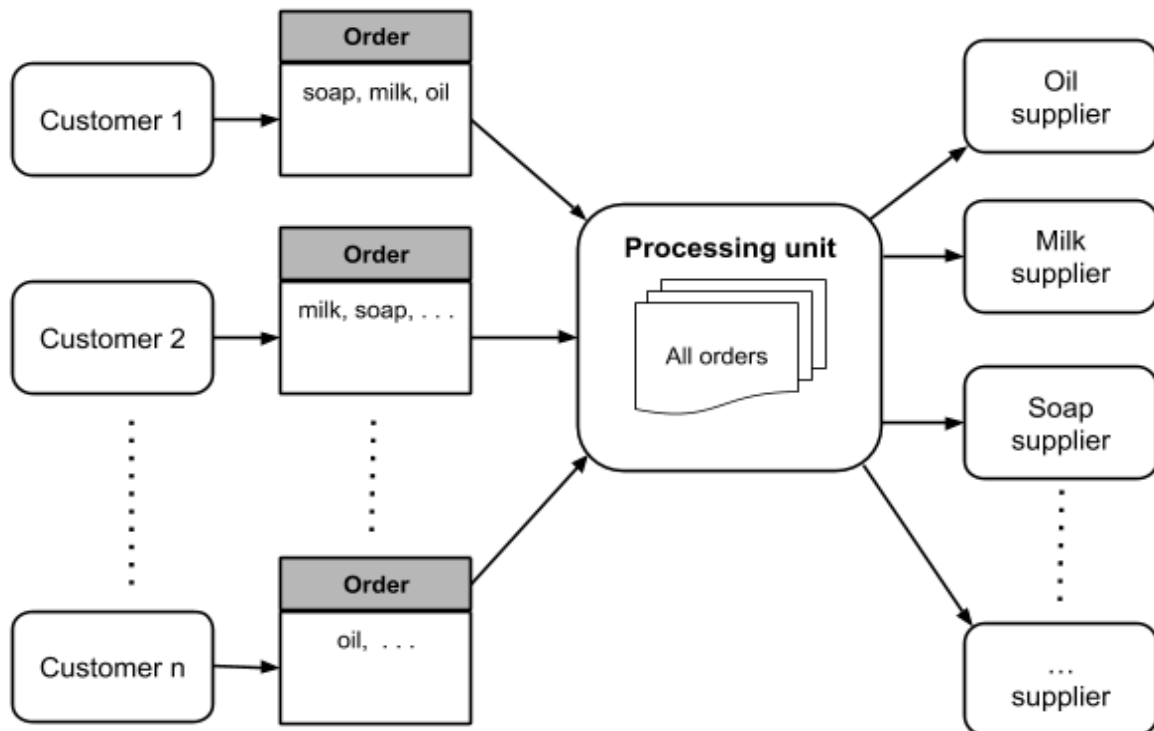 Customer 1
Order
soap, milk, oil
Customer 2
Order
milk, soap, . . .
Customer n
Order
oil, . . .
Processing unit
All orders
Oil
supplier
Milk
supplier
Soap
supplier
...
supplier